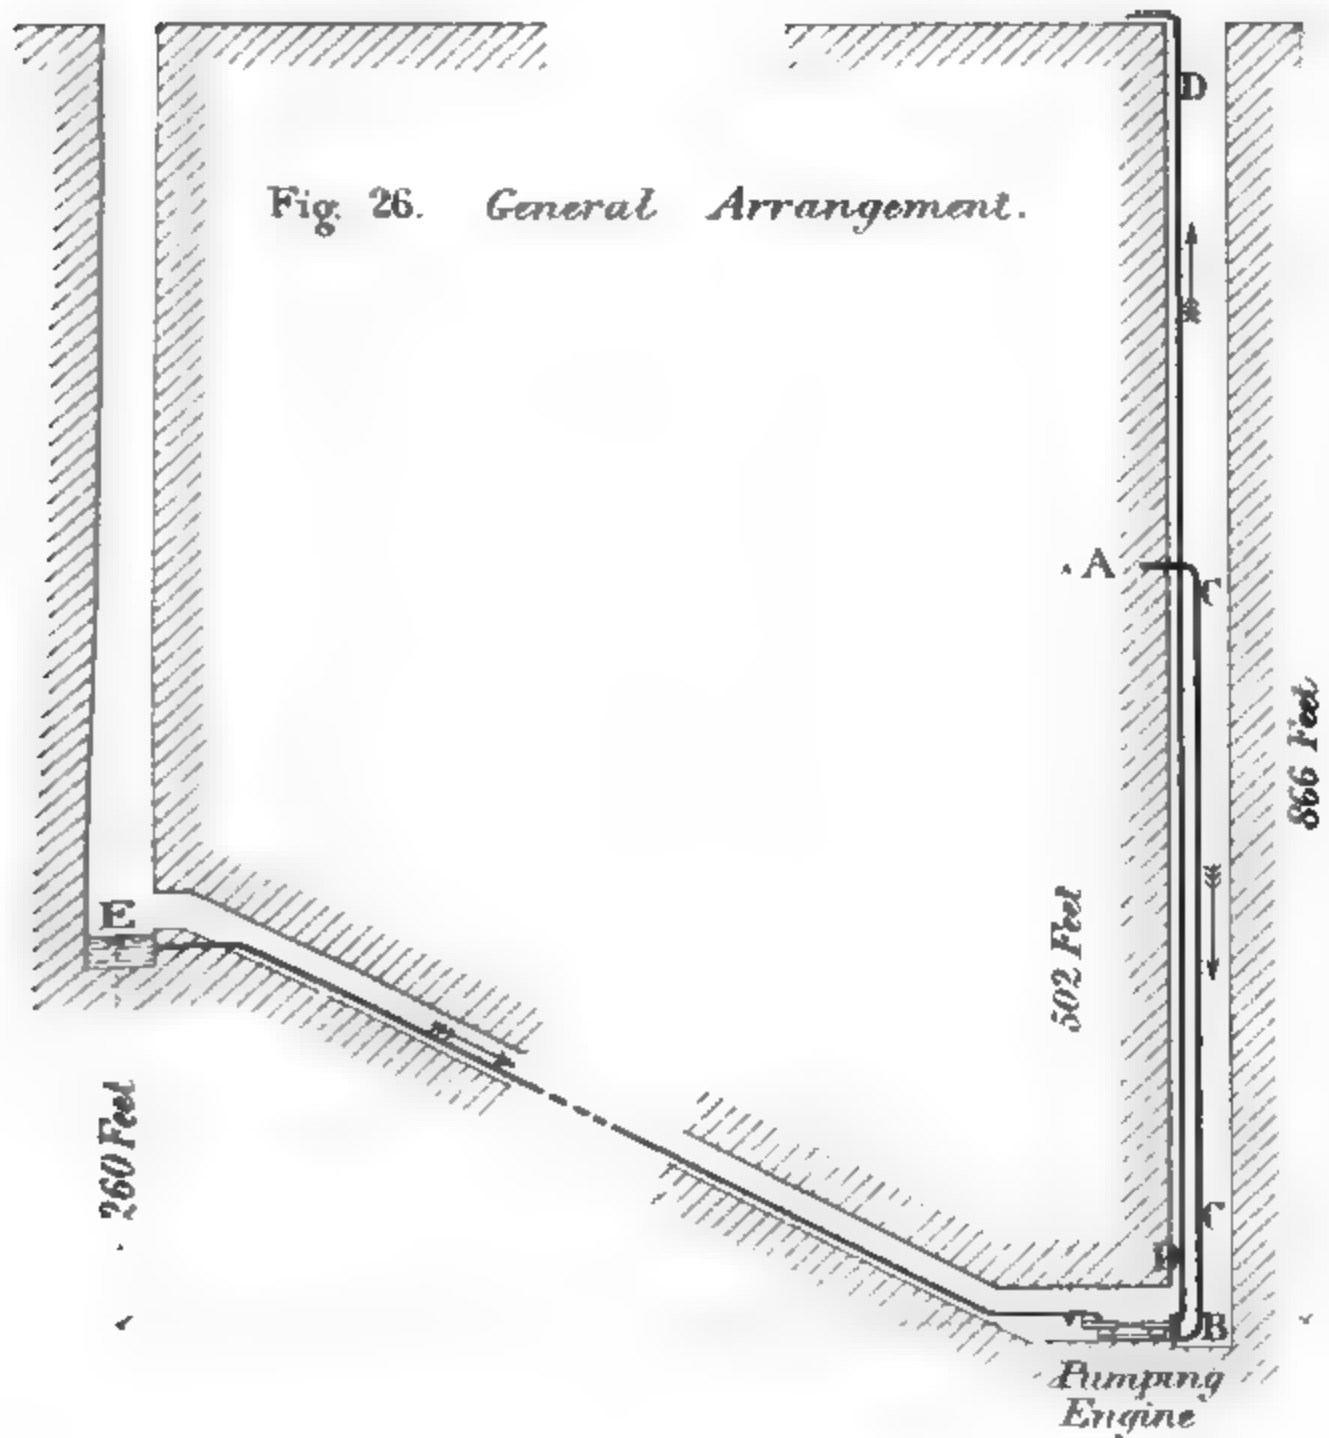 D
Fig. 26. General Arrangement.
A
C
866 Feet
E
502 Feet
260 Feet
C
D
B
Pumping
Engine